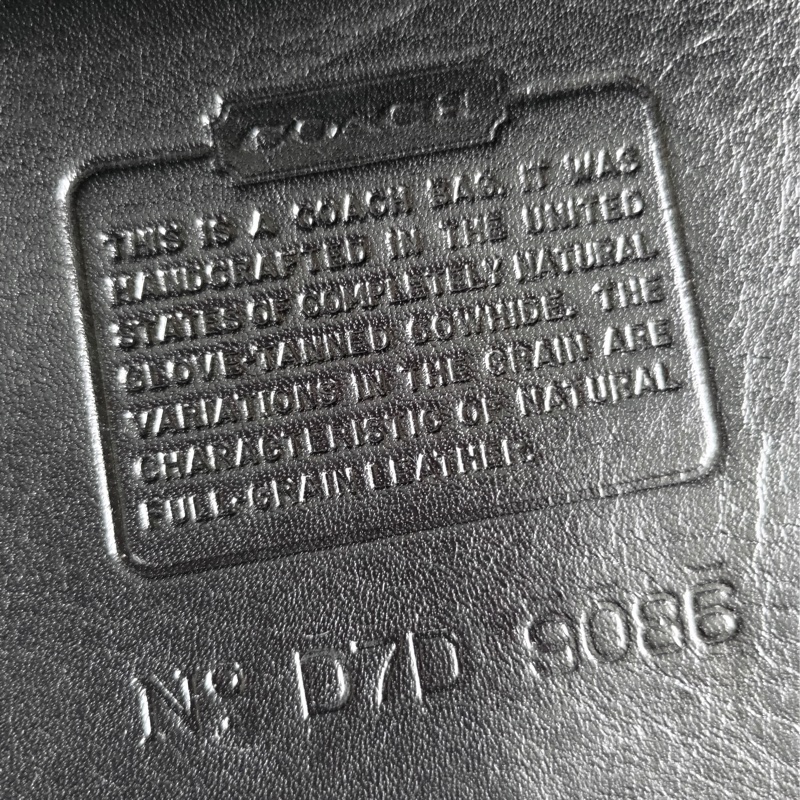 COACH
THIS IS A COACH BAG. IT WAS
HANDCRAFTED IN THE UNITED
STATES OF COMPLETELY NATURAL
GLOVE-TANNED COWHIDE. THE
VARIATIONS IN THE GRAIN ARE
CHARACTERISTIC OF NATURAL
FULL-GRAIN LEATHER.
Nº D7D 9086